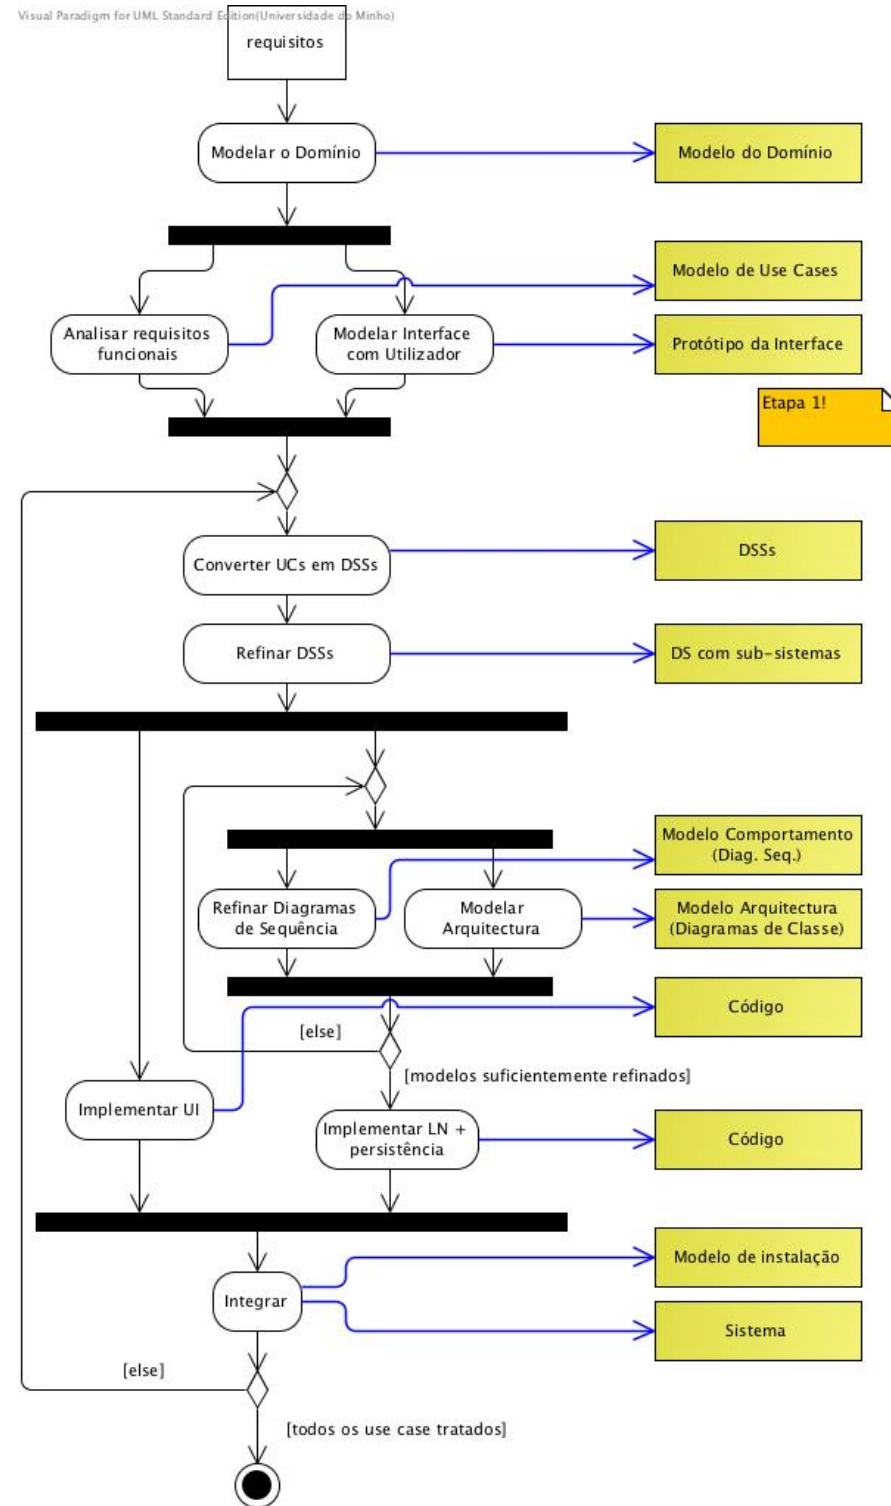 Visual Paradigm for UML Standard Edition(Universidade do Minho)
requisitos
Modelar o Domínio
Modelo do Domínio
Modelo de Use Cases
Analisar requisitos
funcionais
Modelar Interface
com Utilizador
Protótipo da Interface
Etapa 1!
Converter UCs em DSSs
DSSs
Refinar DSSs
DS com sub-sistemas
Modelo Comportamento
(Diag. Seq.)
Refinar Diagramas
de Sequência
Modelar
Arquitectura
Modelo Arquitectura
(Diagramas de Classe)
Código
[else]
[modelos suficientemente refinados]
Implementar UI
Implementar LN +
persistência
Código
Modelo de instalação
Integrar
Sistema
[else]
[todos os use case tratados]